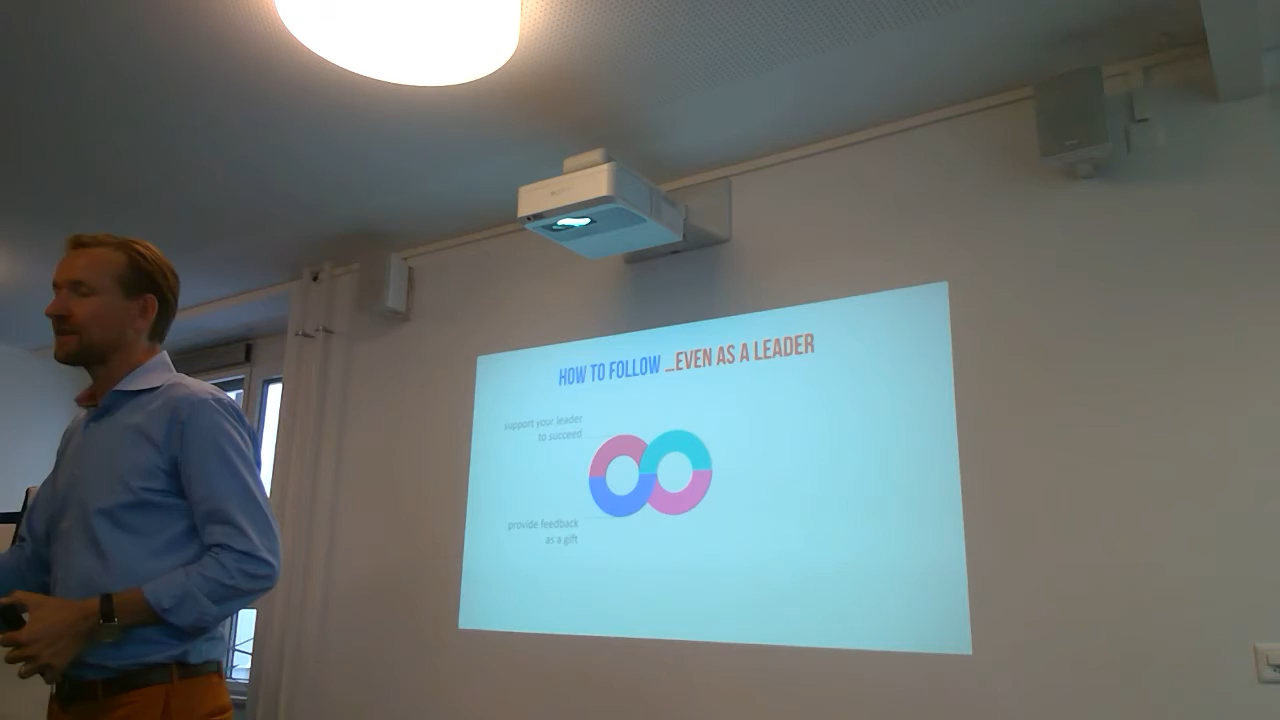 HOW TO FOLLOW ...EVEN AS A LEADER
support your leader
to succeed
provide feedback
as a gift